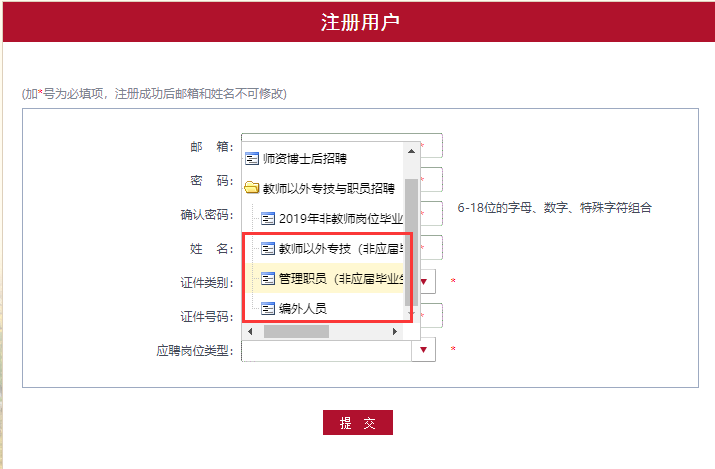 注册用户
(加*号为必填项，注册成功后邮箱和姓名不可修改)
邮 箱: *
师资博士后招聘
密 码: *
教师以外专技与职员招聘
确认密码: *
6-18位的字母、数字、特殊字符组合
2019年非教师岗位毕业
姓 名: *
教师以外专技（非应届毕
证件类别: *
管理职员（非应届毕业生
证件号码: *
编外人员
应聘岗位类型: *
提 交